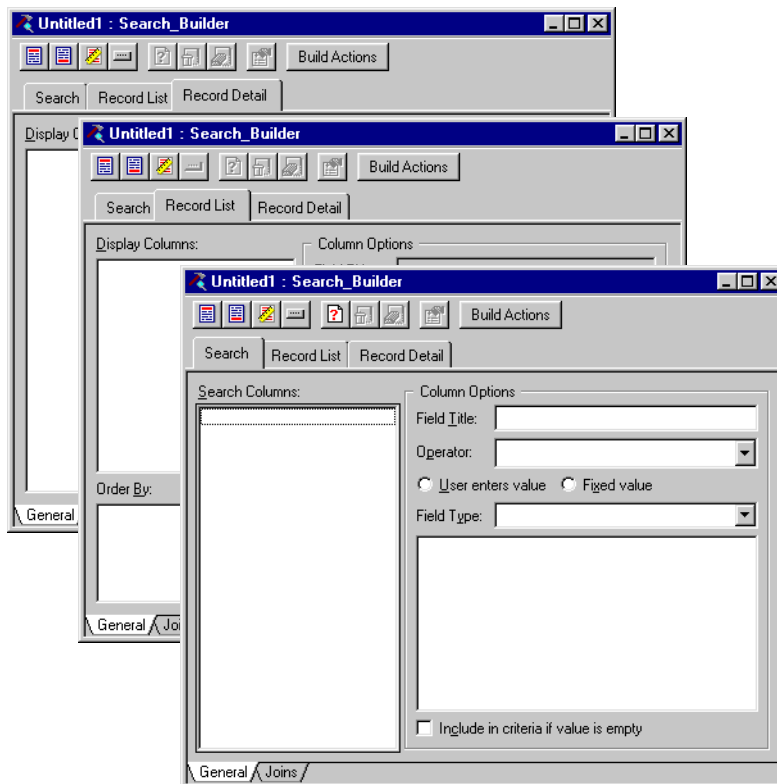 Untitled1 : Search_Builder
Build Actions
Search Record List Record Detail
Display C
General
Untitled1 : Search_Builder
Build Actions
Search Record List Record Detail
Display Columns: Column Options
Order By:
General Joi
Untitled1 : Search_Builder
Build Actions
Search Record List Record Detail
Search Columns: Column Options
Field Title:
Operator:
User enters value Fixed value
Field Type:
Include in criteria if value is empty
General Joins